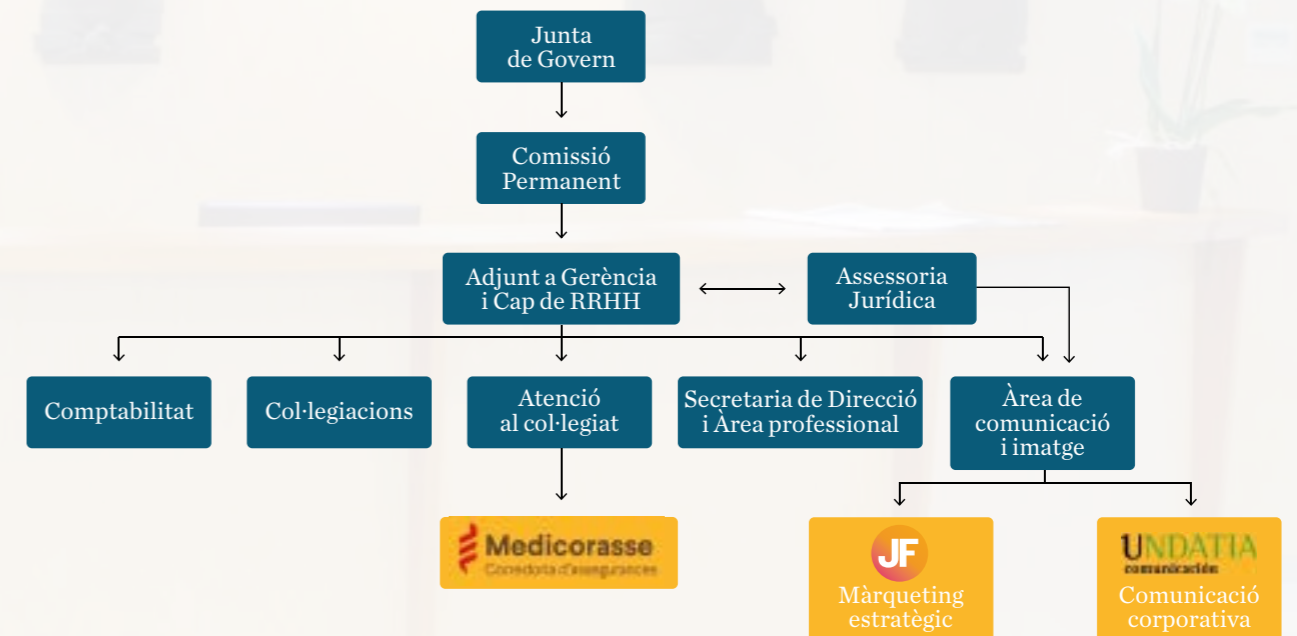 Junta
de Govern
Comissió
Permanent
Adjunt a Gerència
i Cap de RRHH
Assessoria
Jurídica
Comptabilitat
Col·legiacions
Atenció
al col·legiat
Secretaria de Direcció
i Àrea professional
Àrea de
comunicació
i imatge
Medicorasse
Corredoria d'assegurances
JF
Màrqueting
estratègic
UNDATIA
comunicación
Comunicació
corporativa